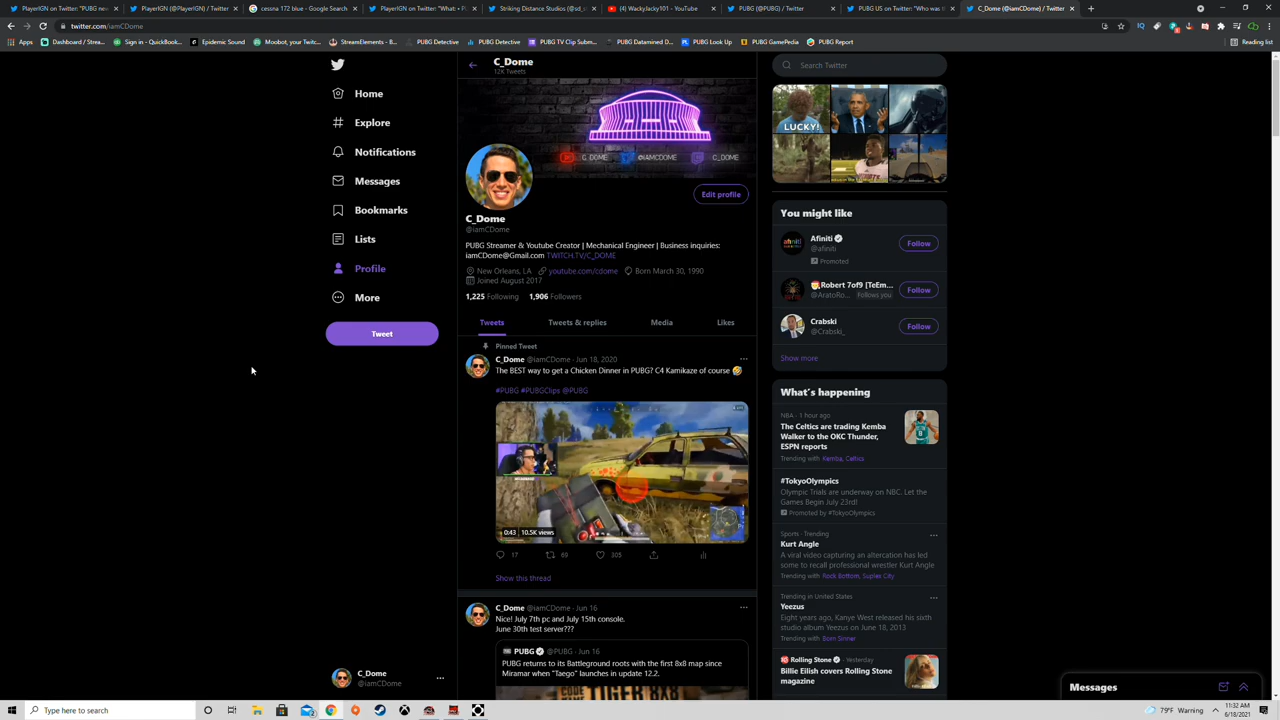 PlayerIGN on Twitter: "PUBG new
PlayerIGN (@PlayerIGN) / Twitter
cessna 172 blue - Google Search
PlayerIGN on Twitter: "What: • P
Striking Distance Studios (@sd_s
(4) WackyJacky101 - YouTube
PUBG (@PUBG) / Twitter
PUBG US on Twitter: "Who was th
C_Dome (@iamCDome) / Twitter
twitter.com/iamCDome
Apps
Dashboard / Strea...
Sign in - QuickBook...
Epidemic Sound
Moobot, your Twitc...
StreamElements - B...
PUBG Detective
PUBG Detective
PUBG TV Clip Subm...
PUBG Datamined D...
PUBG Look Up
PUBG GamePedia
PUBG Report
Reading list
Home
Explore
Notifications
Messages
Bookmarks
Lists
Profile
More
Tweet
C_Dome
@iamCDome
C_Dome
12K Tweets
C_DOME
@IAMCDOME
C_DOME
Edit profile
C_Dome
@iamCDome
PUBG Streamer & Youtube Creator | Mechanical Engineer | Business inquiries:
iamCDome@Gmail.com TWITCH.TV/C_DOME
New Orleans, LA youtube.com/cdome Born March 30, 1990
Joined August 2017
1,225 Following 1,906 Followers
Tweets
Tweets & replies
Media
Likes
Pinned Tweet
C_Dome @iamCDome · Jun 18, 2020
The BEST way to get a Chicken Dinner in PUBG? C4 Kamikaze of course 🤣
#PUBG #PUBGClips @PUBG
0:43 10.5K views
17 69 305
Show this thread
C_Dome @iamCDome · Jun 16
Nice! July 7th pc and July 15th console.
June 30th test server???
PUBG @PUBG · Jun 16
PUBG returns to its Battleground roots with the first 8x8 map since
Miramar when "Taego" launches in update 12.2.
CODE
TIGER 8X8
Search Twitter
LUCKY!
You might like
Afiniti
@afiniti
Promoted
Follow
Robert 7of9 [TeEm...
@AratoRo... Follows you
Follow
Crabski
@Crabski_
Follow
Show more
What's happening
NBA · 1 hour ago
The Celtics are trading Kemba
Walker to the OKC Thunder,
ESPN reports
Trending with Kemba, Celtics
#TokyoOlympics
Olympic Trials are underway on NBC. Let the
Games Begin July 23rd!
Promoted by #TokyoOlympics
Sports · Trending
Kurt Angle
A viral video capturing an altercation has led
some to recall professional wrestler Kurt Angle
Trending with Rock Bottom, Suplex City
Trending in United States
Yeezus
Eight years ago, Kanye West released his sixth
studio album Yeezus on June 18, 2013
Trending with Born Sinner
Rolling Stone · Yesterday
Billie Eilish covers Rolling Stone
magazine
Messages
Type here to search
79°F Warning
11:32 AM
6/18/2021